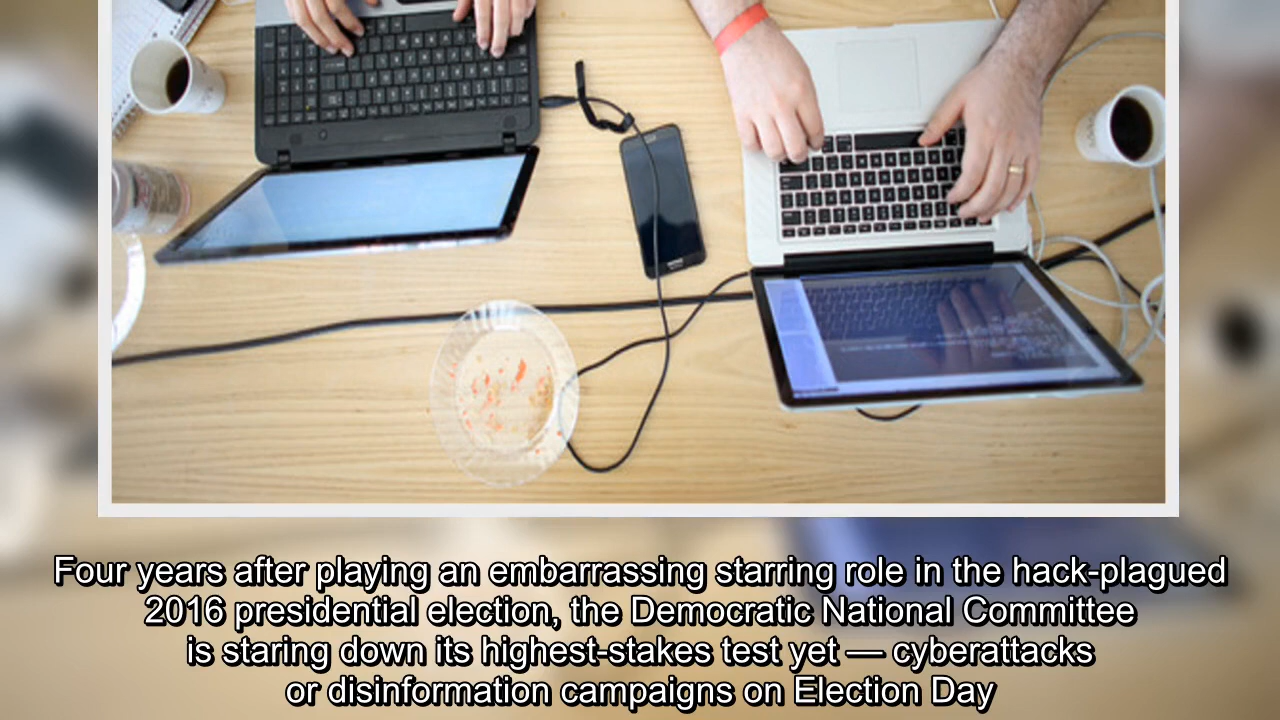 Four years after playing an embarrassing starring role in the hack-plagued
2016 presidential election, the Democratic National Committee
is staring down its highest-stakes test yet — cyberattacks
or disinformation campaigns on Election Day